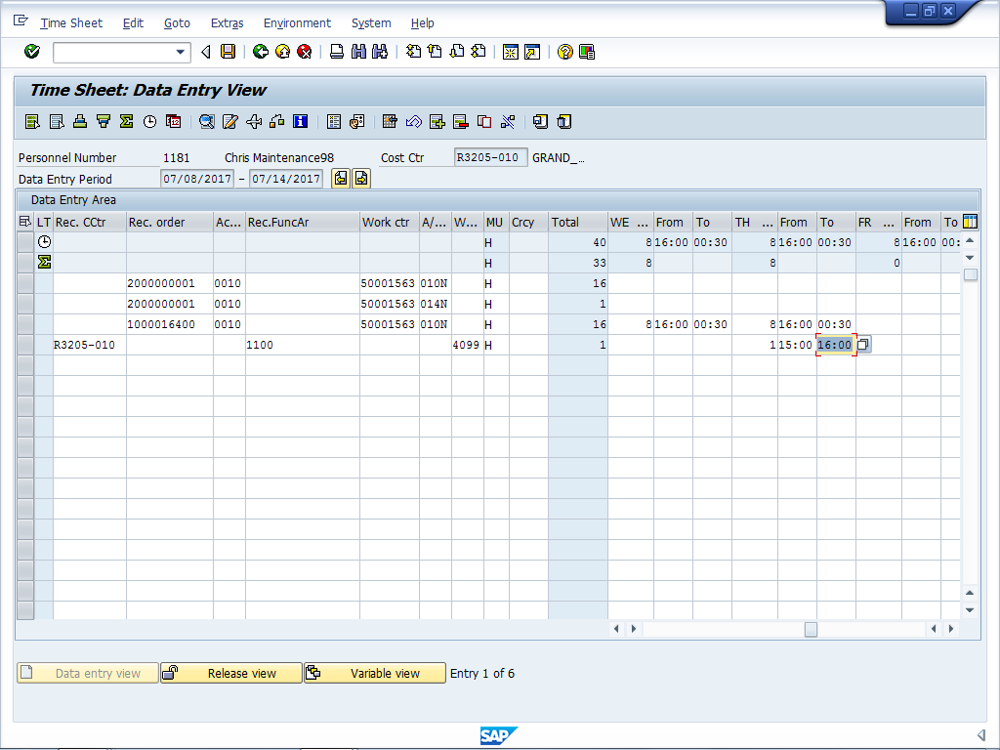 Time Sheet Edit Goto Extras Environment System Help
Time Sheet: Data Entry View
Personnel Number 1181 Chris Maintenance98 Cost Ctr R3205-010 GRAND_...
Data Entry Period 07/08/2017 - 07/14/2017
Data Entry Area
LT Rec. CCtr Rec. order Ac... Rec.FuncAr Work ctr A/... W... MU Crcy Total WE ... From To TH ... From To FR ... From To
H 40 8 16:00 00:30 8 16:00 00:30 8 16:00 00:
H 33 8 8 0
2000000001 0010 50001563 010N H 16
2000000001 0010 50001563 014N H 1
1000016400 0010 50001563 010N H 16 8 16:00 00:30 8 16:00 00:30
R3205-010 1100 4099 H 1 1 15:00 16:00
Data entry view Release view Variable view Entry 1 of 6
SAP